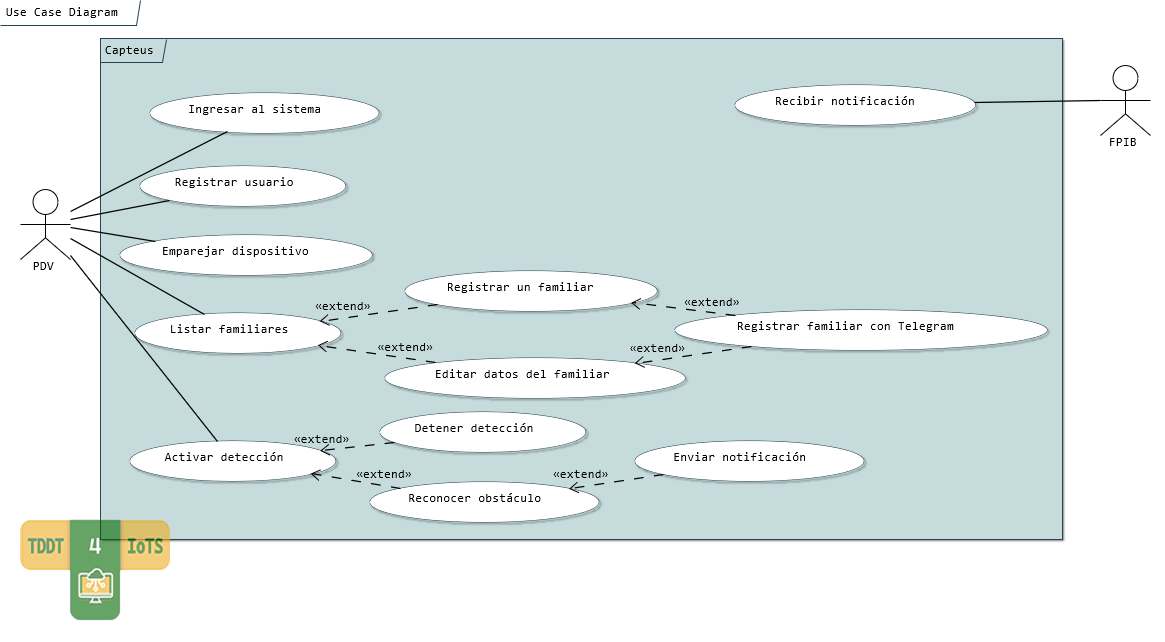 Use Case Diagram
Capteus
Ingresar al sistema
Recibir notificación
FPIB
Registrar usuario
PDV
Emparejar dispositivo
Registrar un familiar
«extend»
«extend»
Listar familiares
Registrar familiar con Telegram
«extend»
«extend»
Editar datos del familiar
Detener detección
«extend»
Activar detección
Enviar notificación
«extend»
«extend»
Reconocer obstáculo
TDDT 4 IoTS